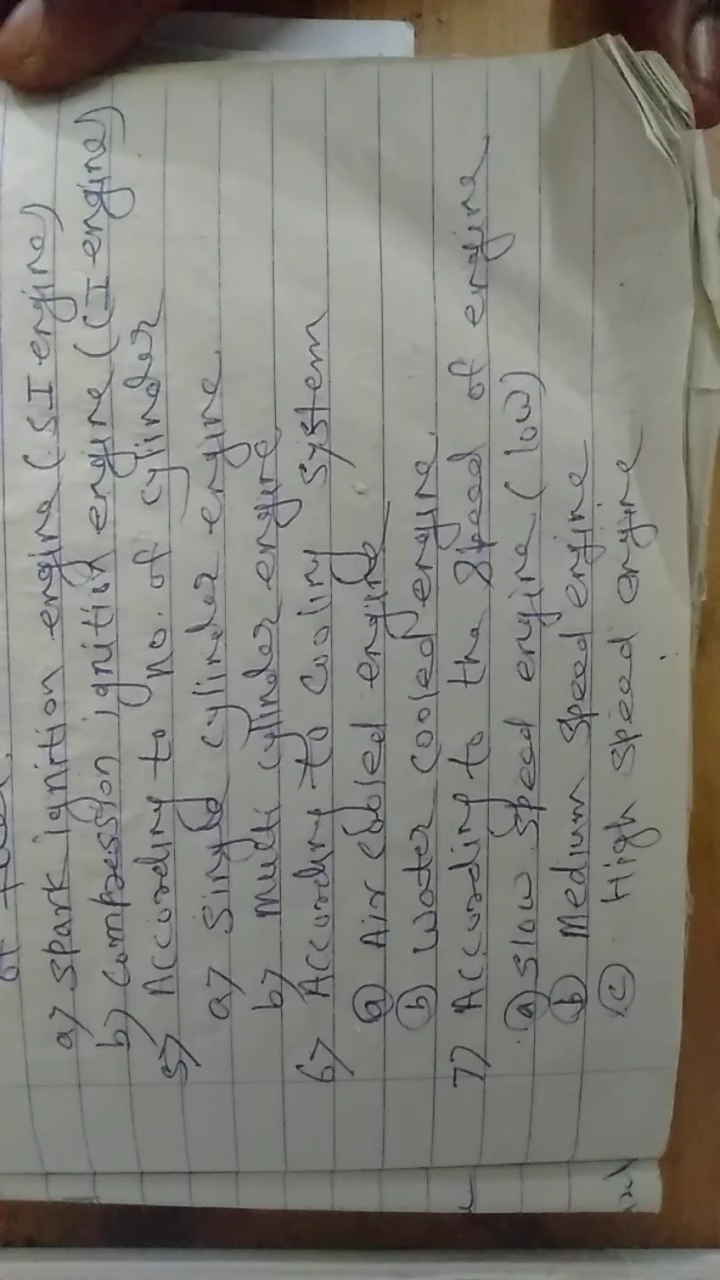 a) Spark ignition engine (SI engine)
b) Compression ignition engine (CI engine)
5) According to no. of cylinder
a) Single cylinder engine
b) Multi cylinder engine
6) According to cooling system
(a) Air cooled engine
(b) Water cooled engine
7) According to the speed of engine
(a) Slow speed engine (low)
(b) Medium speed engine
(c) High speed engine